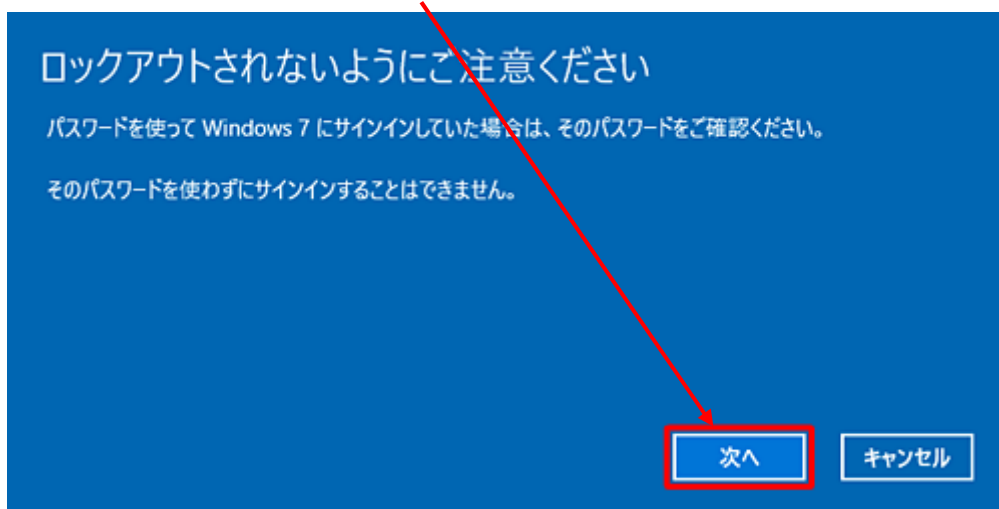 ロックアウトされないようにご注意ください
パスワードを使って Windows 7 にサインインしていた場合は、そのパスワードをご確認ください。
そのパスワードを使わずにサインインすることはできません。
次へ
キャンセル